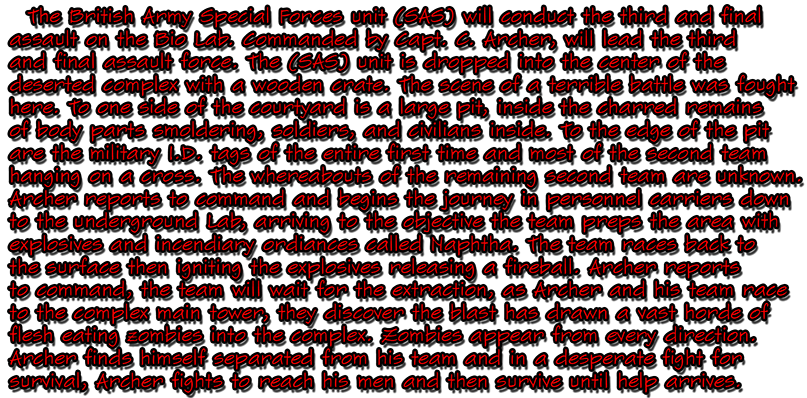 The British Army Special Forces unit (SAS) will conduct the third and final
assault on the Bio Lab. Commanded by Capt. C. Archer, will lead the third
and final assault force. The (SAS) unit is dropped into the center of the
deserted complex with a wooden crate. The scene of a terrible battle was fought
here. To one side of the courtyard is a large pit, inside the charred remains
of body parts smoldering, soldiers, and civilians inside. To the edge of the pit
are the military I.D. tags of the entire first time and most of the second team
hanging on a cross. The whereabouts of the remaining second team are unknown.
Archer reports to command and begins the journey in personnel carriers down
to the underground Lab, arriving to the objective the team preps the area with
explosives and incendiary ordiances called Naphtha. The team races back to
the surface then igniting the explosives releasing a fireball. Archer reports
to command, the team will wait for the extraction, as Archer and his team race
to the complex main tower, they discover the blast has drawn a vast horde of
flesh eating zombies into the complex. Zombies appear from every direction.
Archer finds himself separated from his team and in a desperate fight for
survival, Archer fights to reach his men and then survive until help arrives.